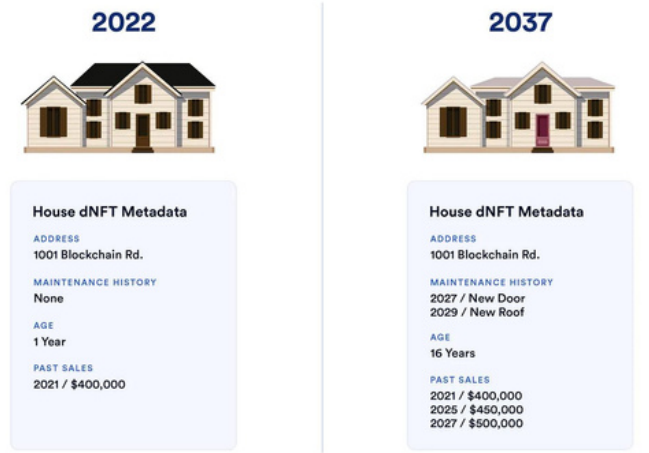 2022
House dNFT Metadata
ADDRESS
1001 Blockchain Rd.
MAINTENANCE HISTORY
None
AGE
1 Year
PAST SALES
2021 / $400,000
2037
House dNFT Metadata
ADDRESS
1001 Blockchain Rd.
MAINTENANCE HISTORY
2027 / New Door
2029 / New Roof
AGE
16 Years
PAST SALES
2021 / $400,000
2025 / $450,000
2027 / $500,000